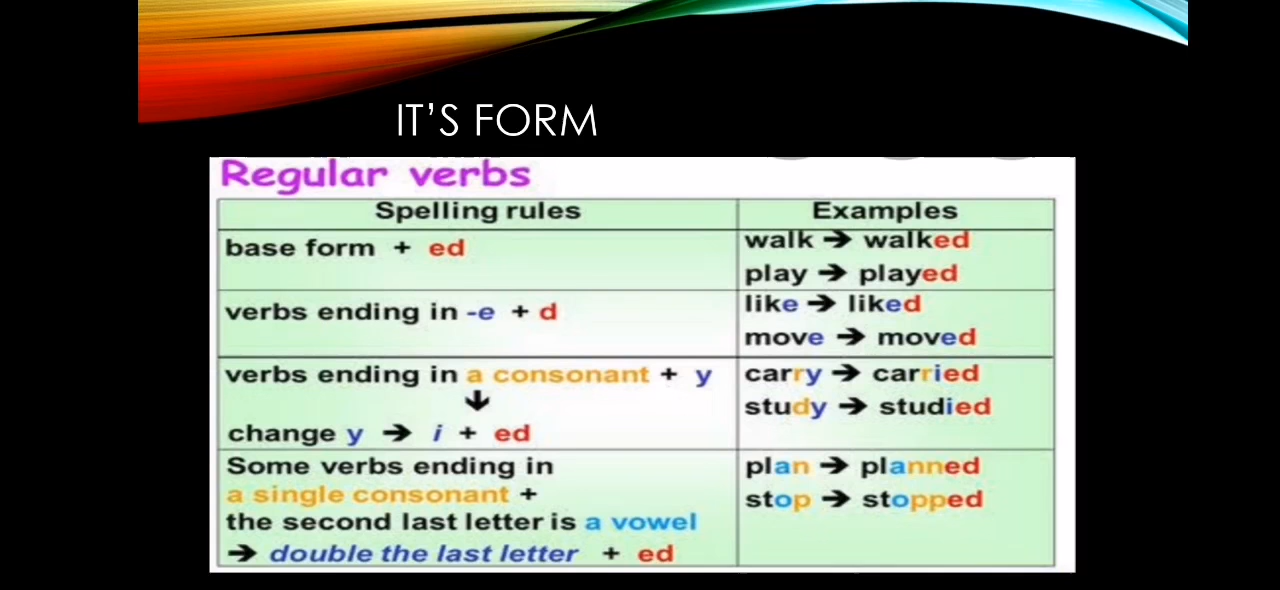 IT’S FORM
Regular verbs
Spelling rules
Examples
base form + ed
walk → walked
play → played
verbs ending in -e + d
like → liked
move → moved
verbs ending in a consonant + y
↓
change y → i + ed
carry → carried
study → studied
Some verbs ending in
a single consonant +
the second last letter is a vowel
→ double the last letter + ed
plan → planned
stop → stopped